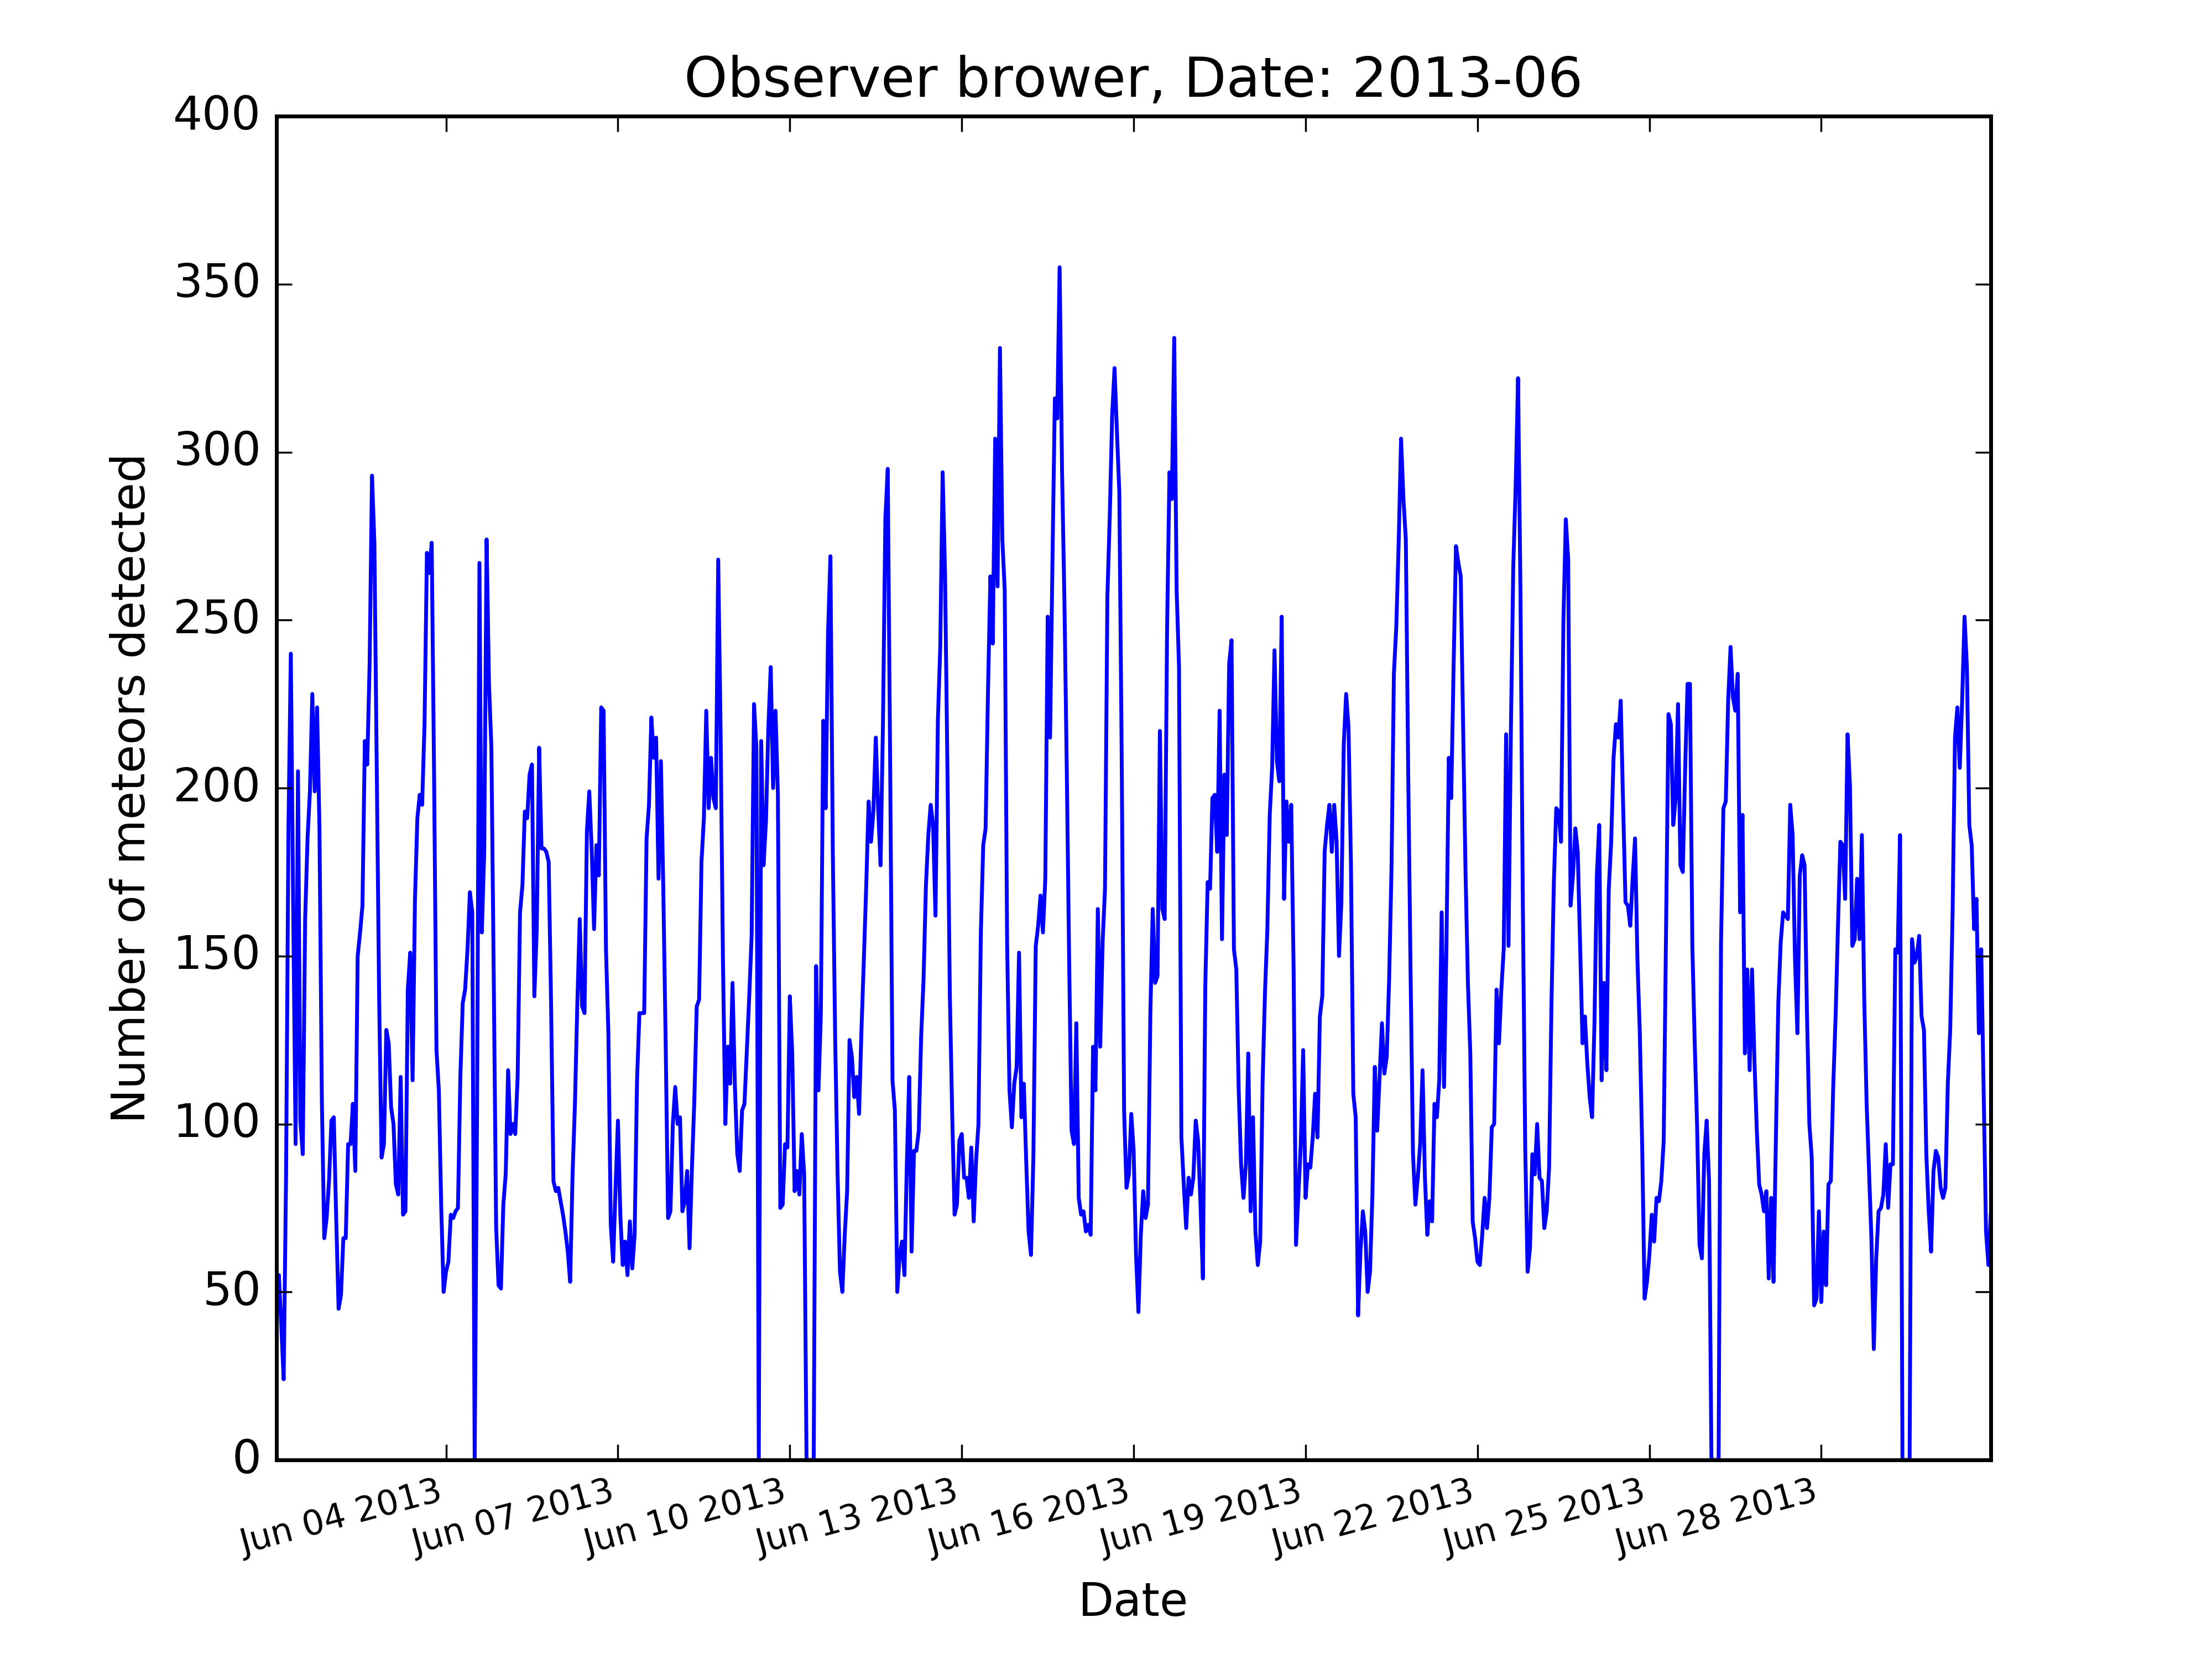 Observer brower, Date: 2013-06
400
350
300
250
200
150
100
50
0
Number of meteors detected
Jun 04 2013
Jun 07 2013
Jun 10 2013
Jun 13 2013
Jun 16 2013
Jun 19 2013
Jun 22 2013
Jun 25 2013
Jun 28 2013
Date